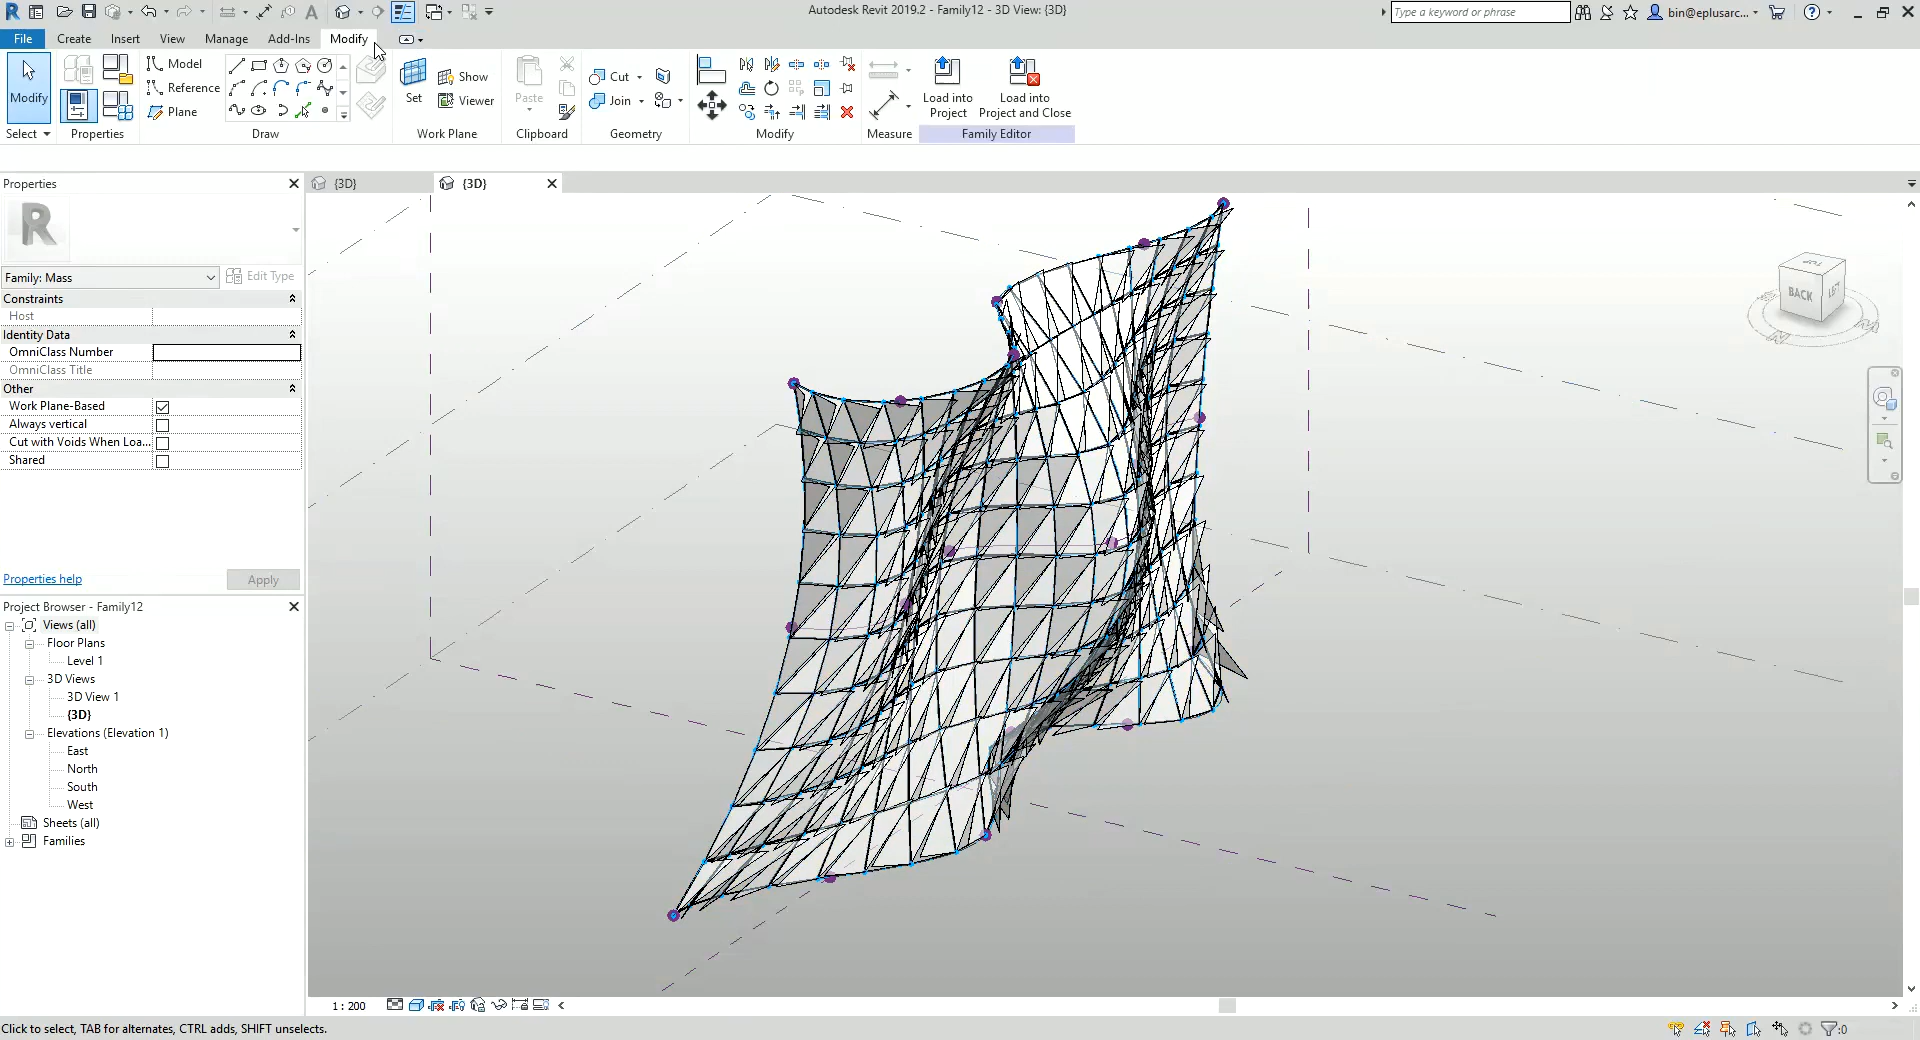 Autodesk Revit 2019.2 - Family12 - 3D View: {3D}
Type a keyword or phrase
bin@eplusarc...
File
Create
Insert
View
Manage
Add-Ins
Modify
Modify
Select
Properties
Model
Reference
Plane
Draw
Set
Show
Viewer
Work Plane
Paste
Clipboard
Cut
Join
Geometry
Modify
Measure
Load into
Project
Load into
Project and Close
Family Editor
Properties
{3D}
{3D}
R
Family: Mass
Edit Type
Constraints
Host
Identity Data
OmniClass Number
OmniClass Title
Other
Work Plane-Based
Always vertical
Cut with Voids When Loa...
Shared
Properties help
Apply
Project Browser - Family12
Views (all)
Floor Plans
Level 1
3D Views
3D View 1
{3D}
Elevations (Elevation 1)
East
North
South
West
Sheets (all)
Families
TOP
BACK
LEFT
1 : 200
Click to select, TAB for alternates, CTRL adds, SHIFT unselects.
:0